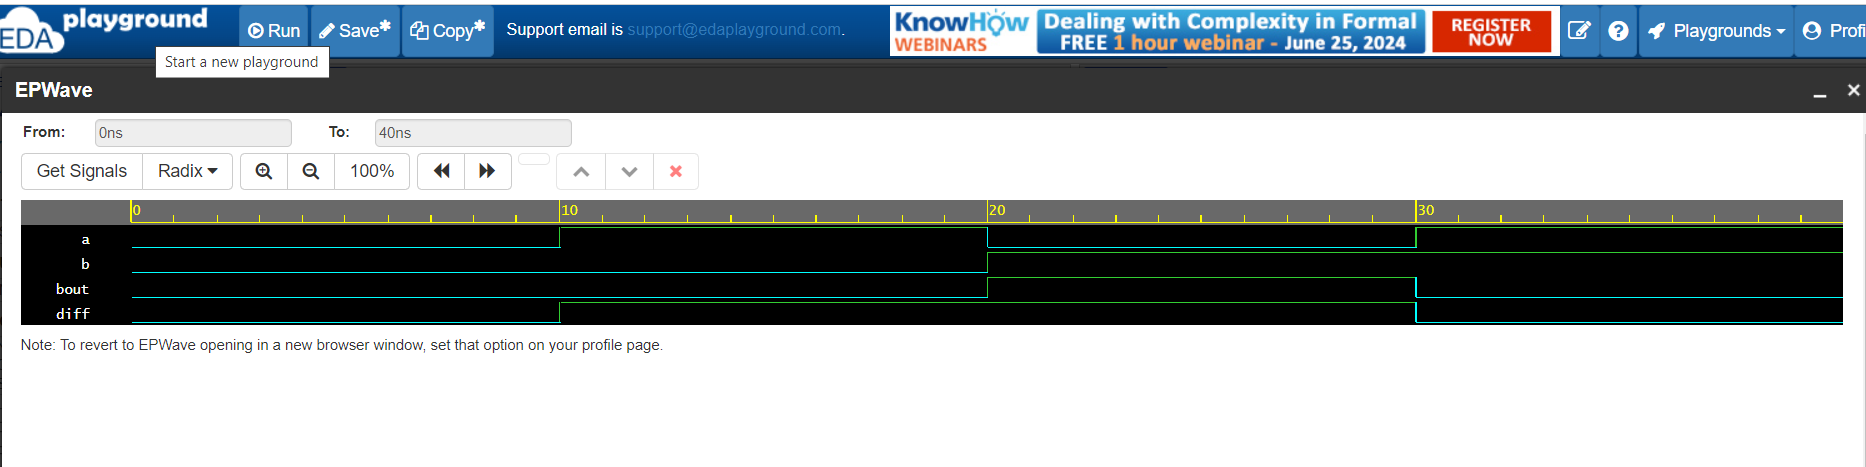 EDA playground
Run
Save*
Copy*
Support email is support@edaplayground.com.
KnowHow
WEBINARS
Dealing with Complexity in Formal
FREE 1 hour webinar - June 25, 2024
REGISTER
NOW
Playgrounds
Profi
Start a new playground
EPWave
From:
0ns
To:
40ns
Get Signals
Radix
100%
0
10
20
30
a
b
bout
diff
Note: To revert to EPWave opening in a new browser window, set that option on your profile page.